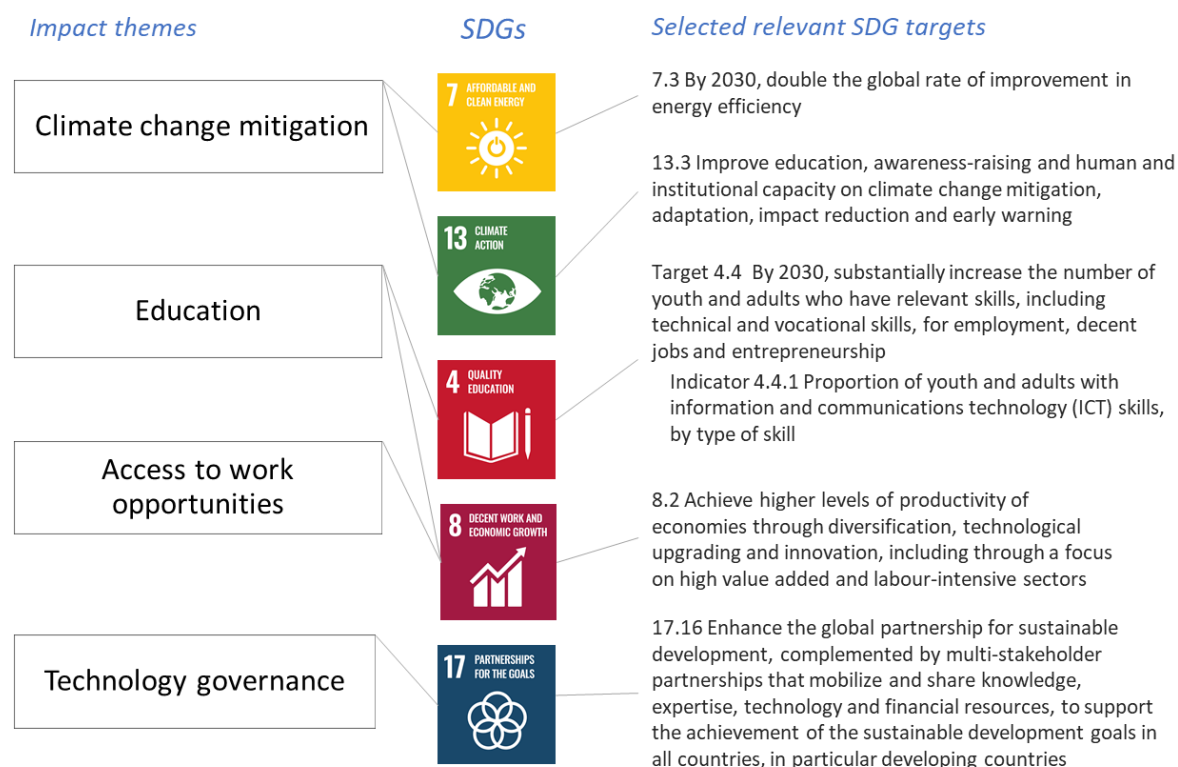 Impact themes
SDGs
Selected relevant SDG targets
Climate change mitigation
Education
Access to work
opportunities
Technology governance
7 AFFORDABLE AND
CLEAN ENERGY
13 CLIMATE
ACTION
4 QUALITY
EDUCATION
8 DECENT WORK AND
ECONOMIC GROWTH
17 PARTNERSHIPS
FOR THE GOALS
7.3 By 2030, double the global rate of improvement in
energy efficiency
13.3 Improve education, awareness-raising and human and
institutional capacity on climate change mitigation,
adaptation, impact reduction and early warning
Target 4.4 By 2030, substantially increase the number of
youth and adults who have relevant skills, including
technical and vocational skills, for employment, decent
jobs and entrepreneurship
Indicator 4.4.1 Proportion of youth and adults with
information and communications technology (ICT) skills,
by type of skill
8.2 Achieve higher levels of productivity of
economies through diversification, technological
upgrading and innovation, including through a focus
on high value added and labour-intensive sectors
17.16 Enhance the global partnership for sustainable
development, complemented by multi-stakeholder
partnerships that mobilize and share knowledge,
expertise, technology and financial resources, to support
the achievement of the sustainable development goals in
all countries, in particular developing countries